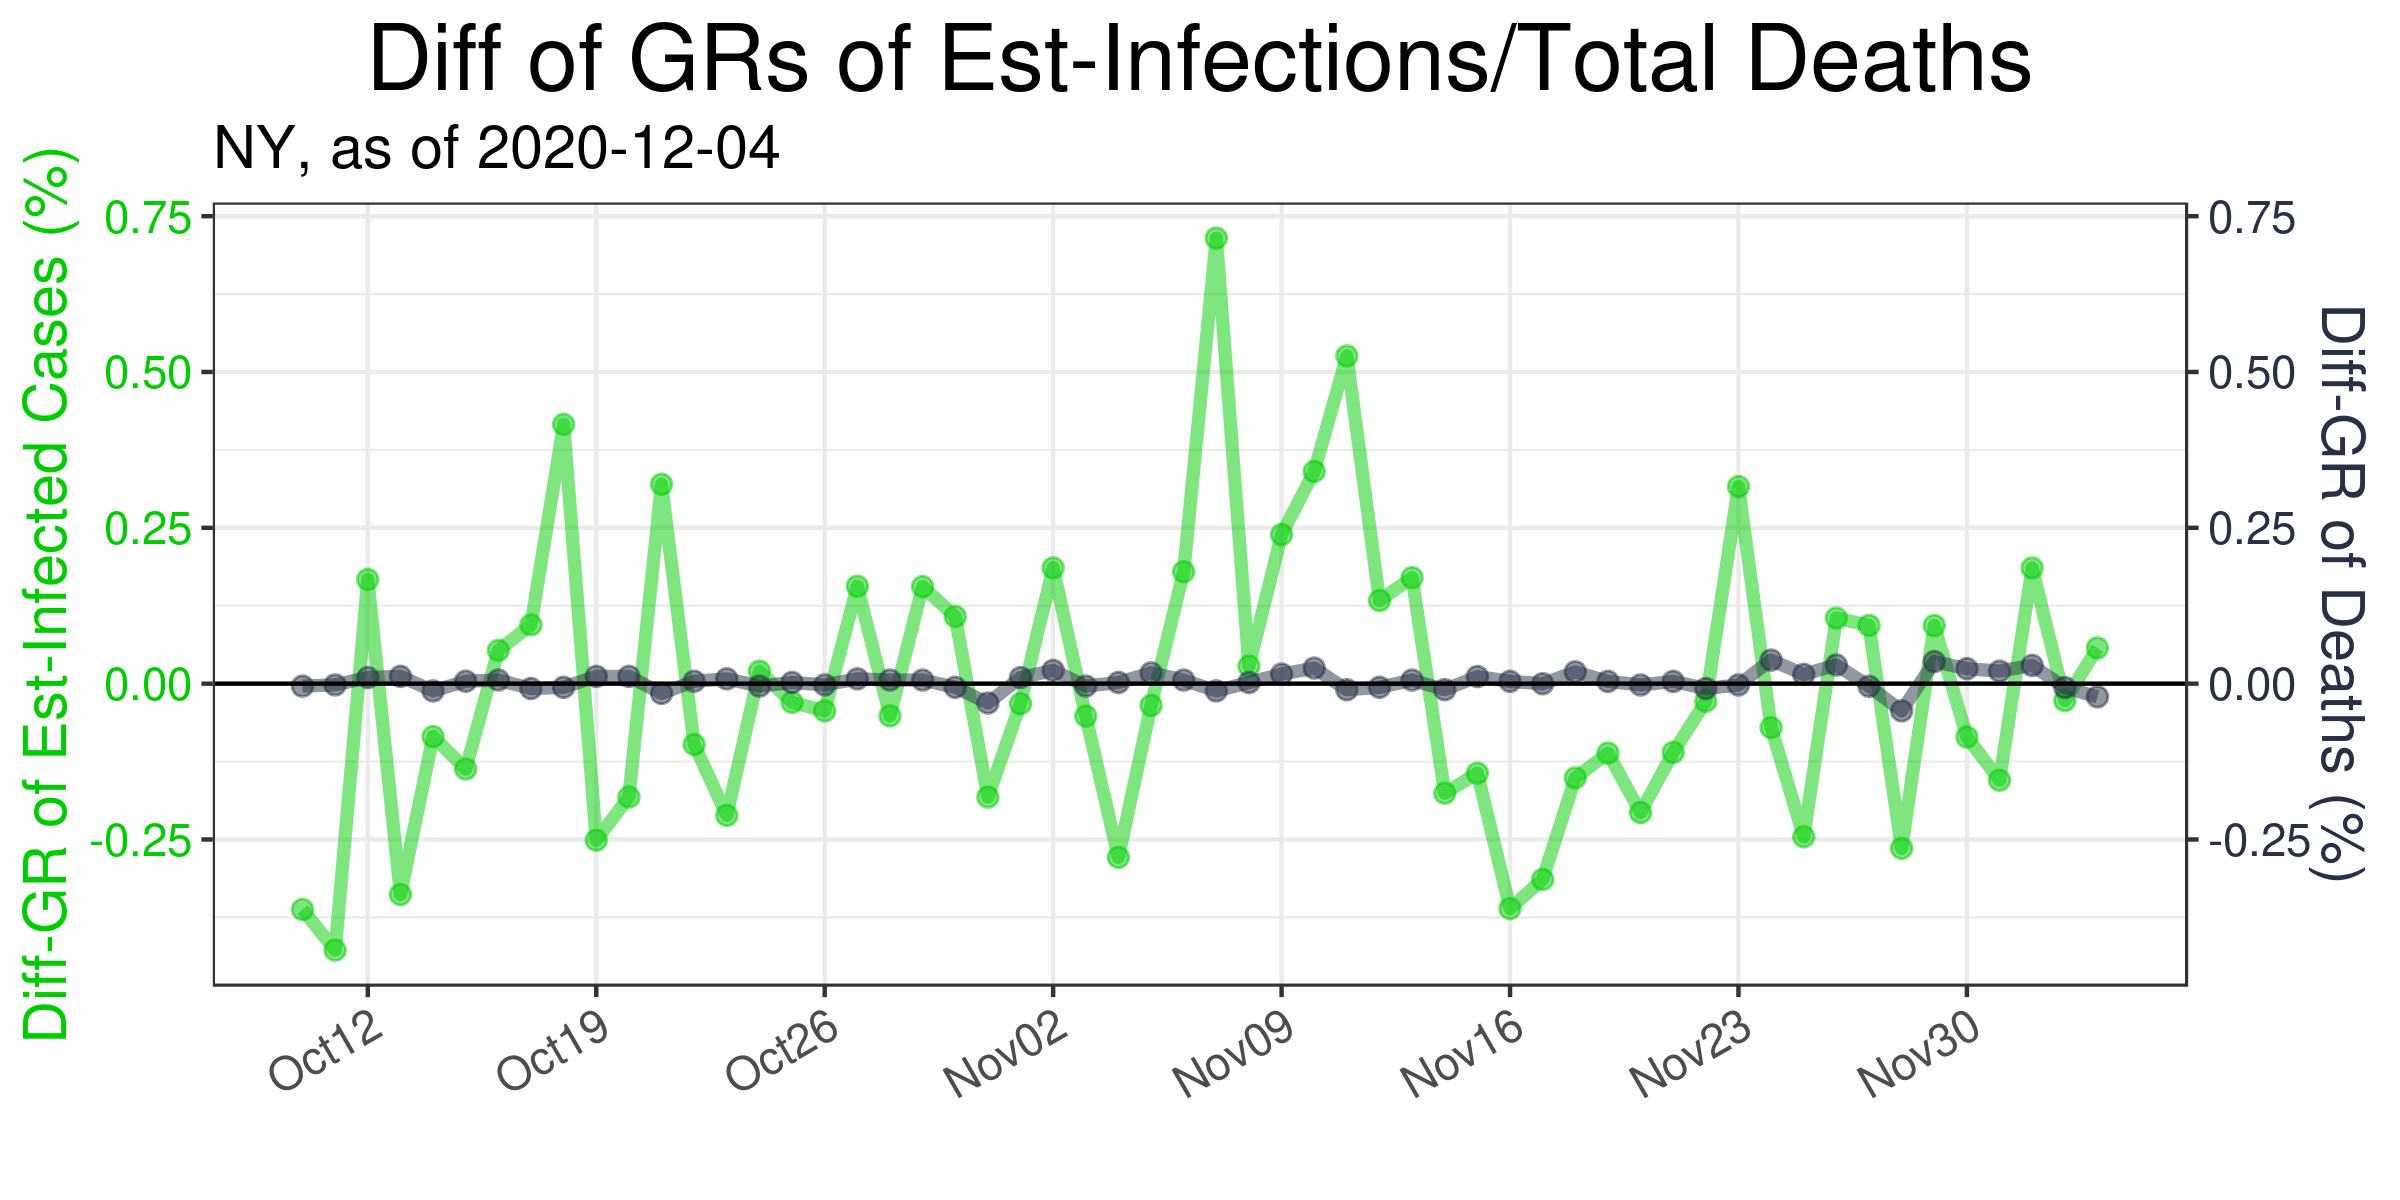 Diff of GRs of Est-Infections/Total Deaths
NY, as of 2020-12-04
Diff-GR of Est-Infected Cases (%)
0.75
0.50
0.25
0.00
-0.25
0.75
0.50
0.25
0.00
-0.25
Diff-GR of Deaths (%)
Oct12
Oct19
Oct26
Nov02
Nov09
Nov16
Nov23
Nov30